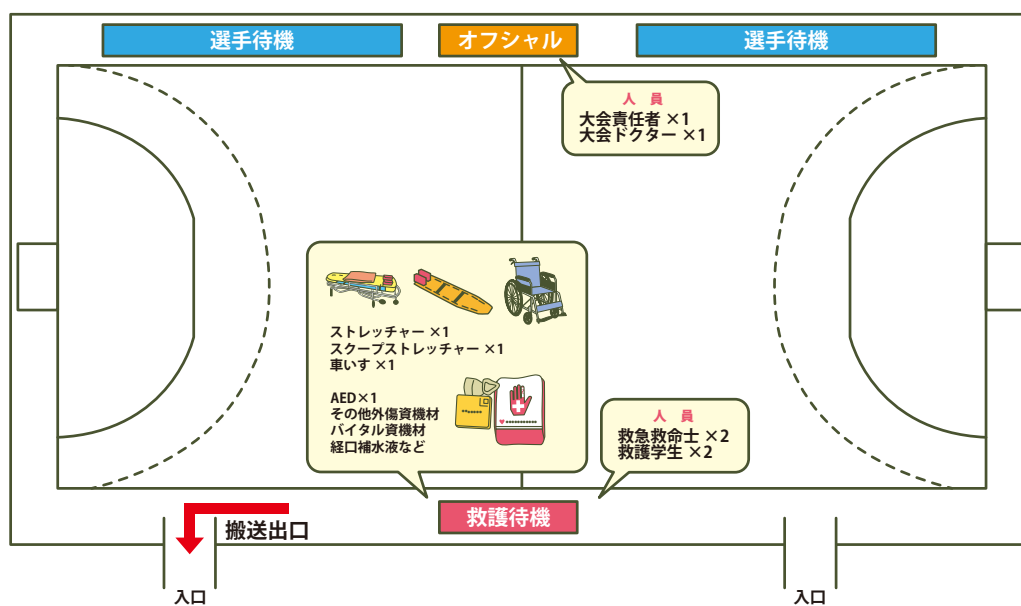 選手待機
オフシャル
選手待機
人 員
大会責任者 ×1
大会ドクター ×1
ストレッチャー ×1
スクープストレッチャー ×1
車いす ×1
AED×1
その他外傷資機材
バイタル資機材
経口補水液など
人 員
救急救命士 ×2
救護学生 ×2
救護待機
搬送出口
入口
入口